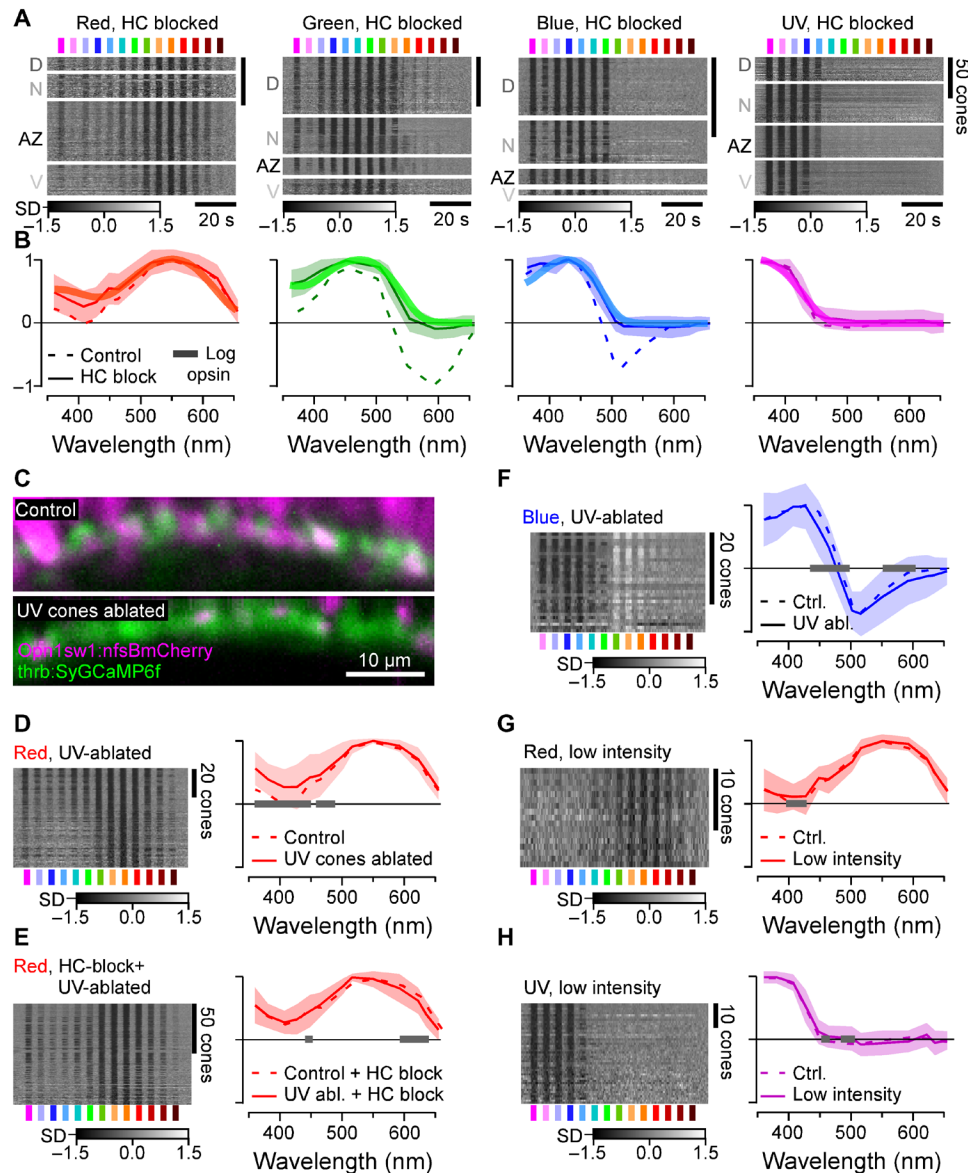 A
Red, HC blocked
Green, HC blocked
Blue, HC blocked
UV, HC blocked
D
N
AZ
V
D
N
AZ
V
D
N
AZ
V
D
N
AZ
V
50 cones
SD
−1.5 0.0 1.5 20 s
−1.5 0.0 1.5 20 s
−1.5 0.0 1.5 20 s
−1.5 0.0 1.5 20 s
B
1
0
−1
Control
HC block
Log
opsin
400 500 600
Wavelength (nm)
400 500 600
Wavelength (nm)
400 500 600
Wavelength (nm)
400 500 600
Wavelength (nm)
C
Control
UV cones ablated
Opn1sw1:nfsBmCherry
thrb:SyGCaMP6f
10 µm
F
Blue, UV-ablated
20 cones
SD
−1.5 0.0 1.5
Ctrl.
UV abl.
400 500 600
Wavelength (nm)
D
Red, UV-ablated
20 cones
SD
−1.5 0.0 1.5
Control
UV cones ablated
400 500 600
Wavelength (nm)
G
Red, low intensity
10 cones
SD
−1.5 0.0 1.5
Ctrl.
Low intensity
400 500 600
Wavelength (nm)
E
Red, HC-block+
UV-ablated
50 cones
SD
−1.5 0.0 1.5
Control + HC block
UV abl. + HC block
400 500 600
Wavelength (nm)
H
UV, low intensity
10 cones
SD
−1.5 0.0 1.5
Ctrl.
Low intensity
400 500 600
Wavelength (nm)